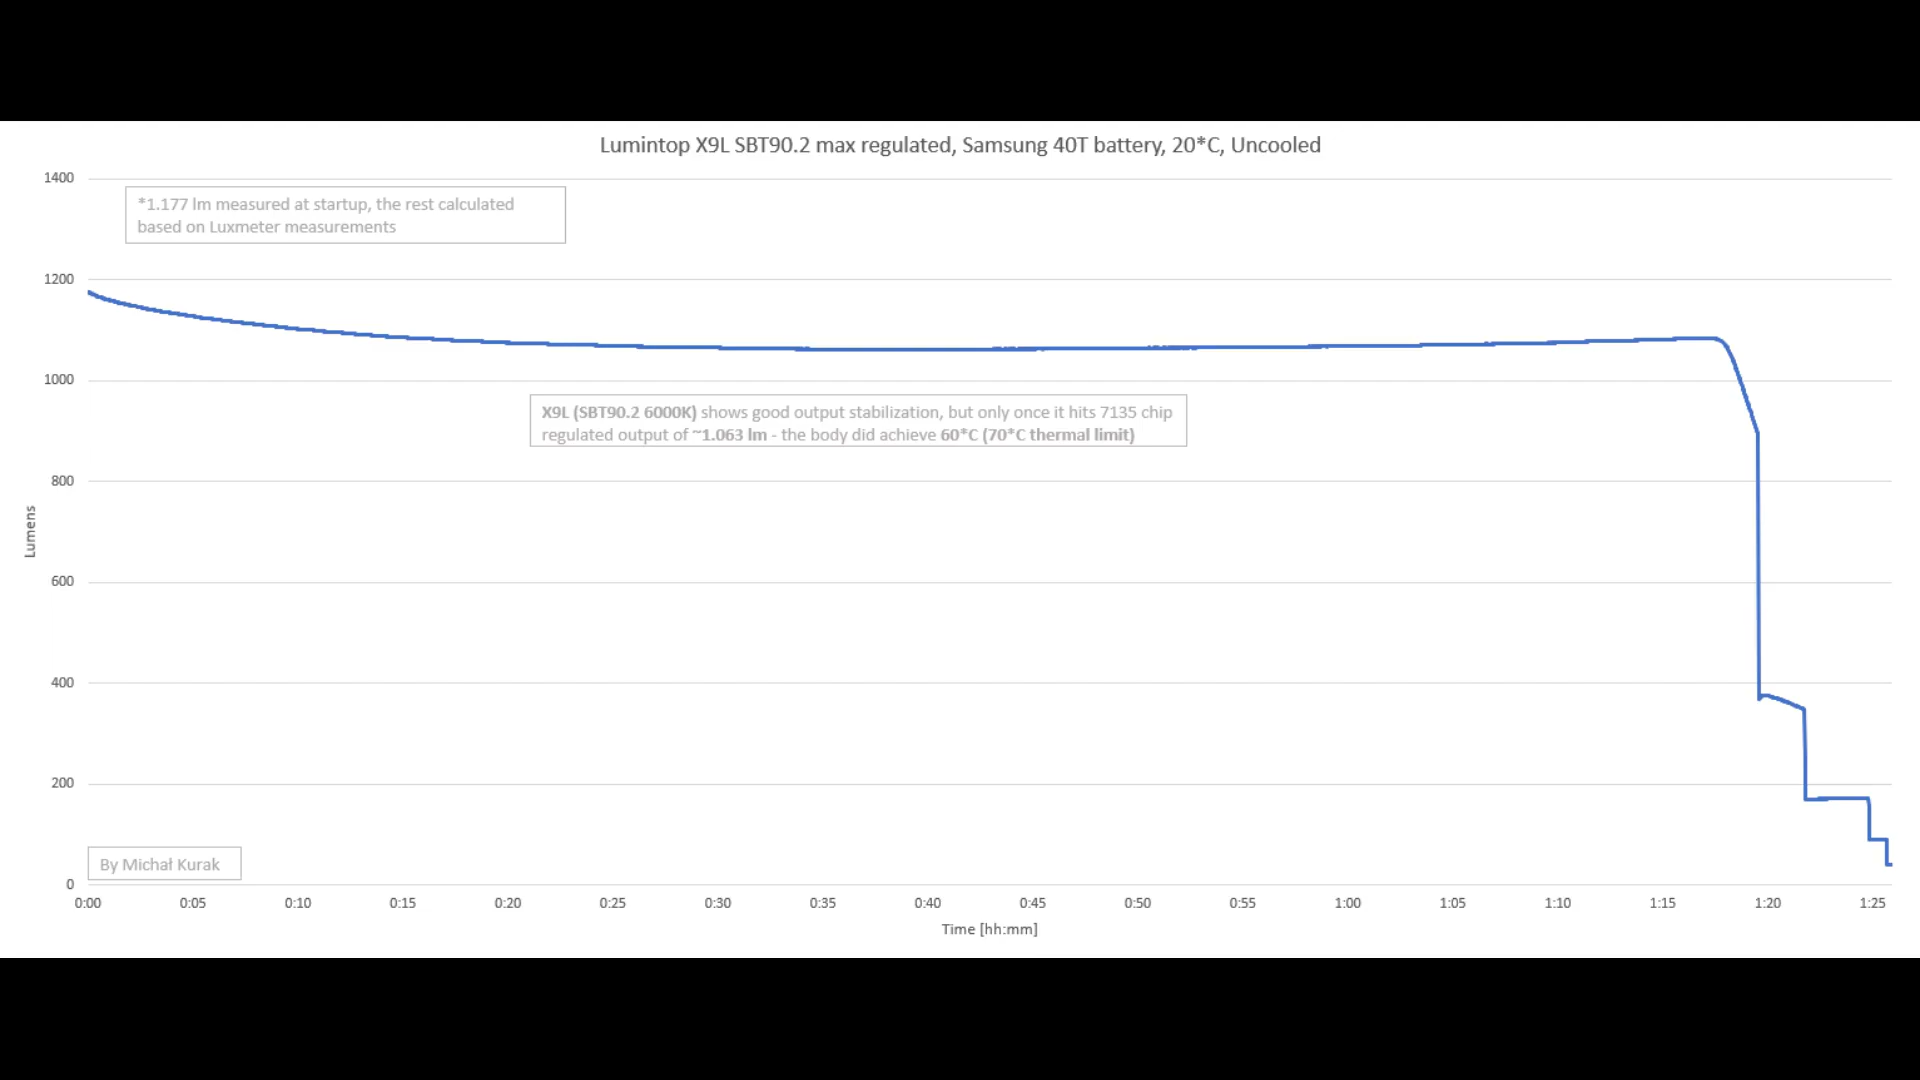 Lumintop X9L SBT90.2 max regulated, Samsung 40T battery, 20*C, Uncooled
1400
*1.177 lm measured at startup, the rest calculated
based on Luxmeter measurements
1200
1000
X9L (SBT90.2 6000K) shows good output stabilization, but only once it hits 7135 chip
regulated output of ~1.063 lm - the body did achieve 60*C (70*C thermal limit)
800
Lumens
600
400
200
By Michał Kurak
0
0:00 0:05 0:10 0:15 0:20 0:25 0:30 0:35 0:40 0:45 0:50 0:55 1:00 1:05 1:10 1:15 1:20 1:25
Time [hh:mm]